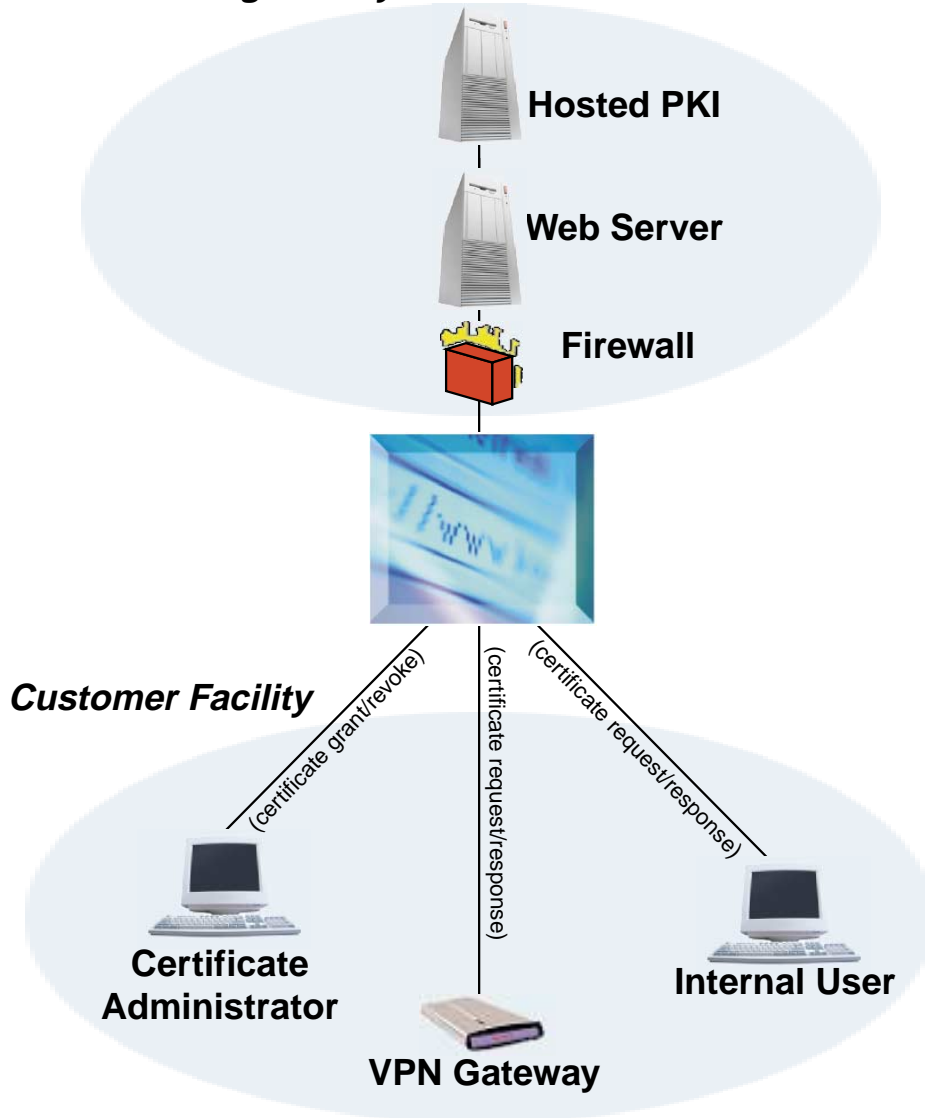 Hosted PKI
Web Server
Firewall
//www
Customer Facility
(certificate grant/revoke)
(certificate request/response)
(certificate request/response)
Certificate
Administrator
Internal User
VPN Gateway